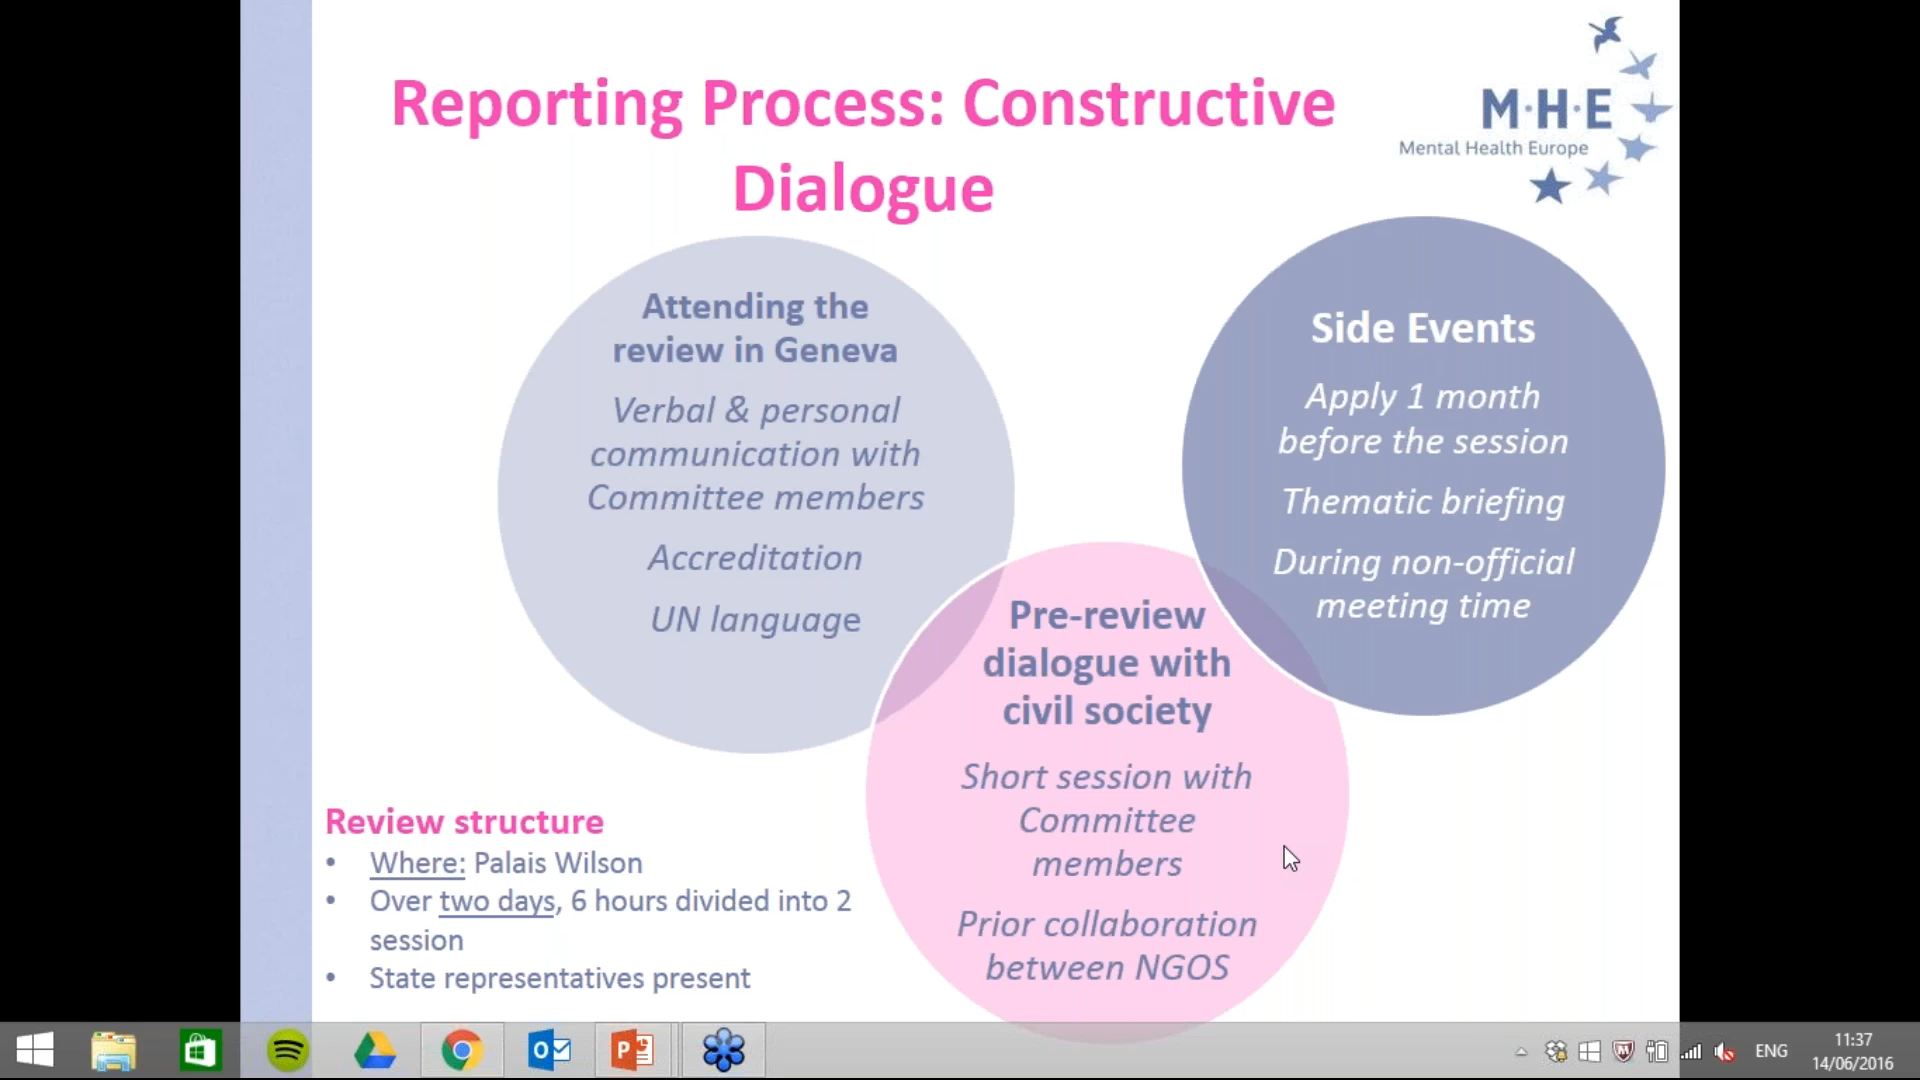 Reporting Process: Constructive
Dialogue
M·H·E
Mental Health Europe
Attending the
review in Geneva
Verbal & personal
communication with
Committee members
Accreditation
UN language
Side Events
Apply 1 month
before the session
Thematic briefing
During non-official
meeting time
Pre-review
dialogue with
civil society
Short session with
Committee
members
Prior collaboration
between NGOS
Review structure
• Where: Palais Wilson
• Over two days, 6 hours divided into 2
session
• State representatives present
ENG
11:37
14/06/2016